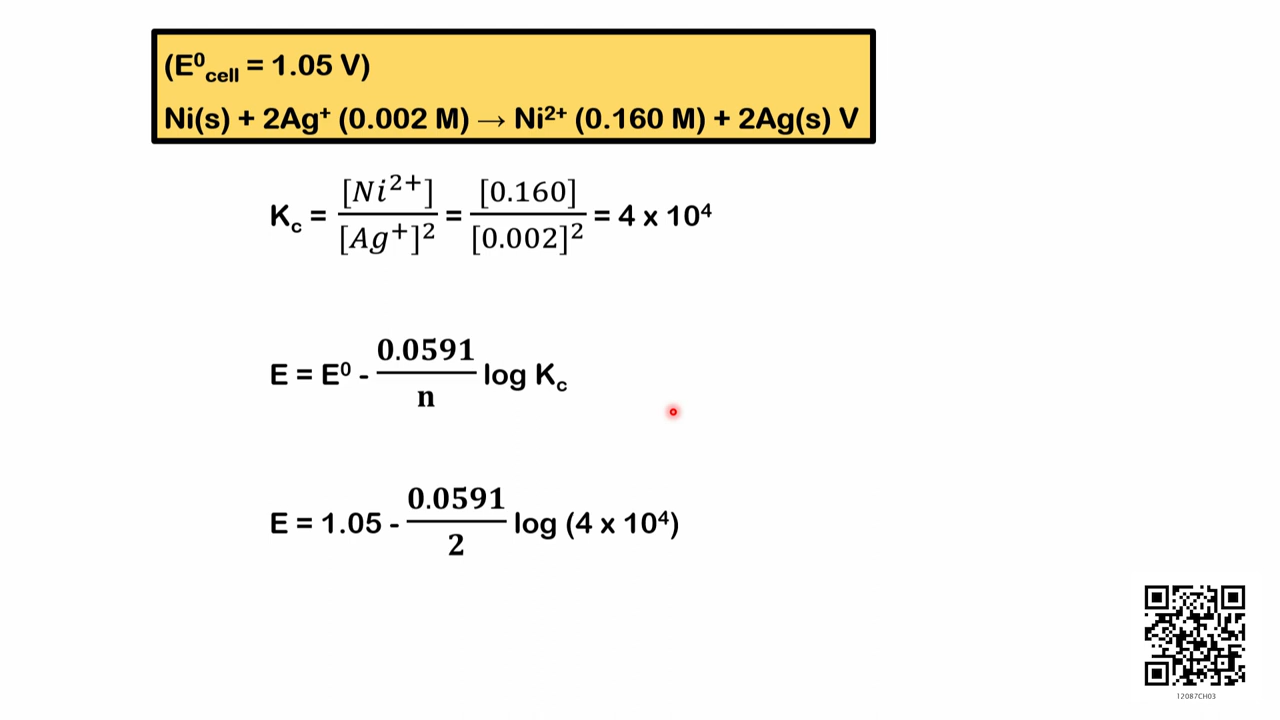 (E⁰cell = 1.05 V)
Ni(s) + 2Ag⁺ (0.002 M) → Ni²⁺ (0.160 M) + 2Ag(s) V
Kc = [Ni²⁺] / [Ag⁺]² = [0.160] / [0.002]² = 4 x 10⁴
E = E⁰ - 0.0591 / n log Kc
E = 1.05 - 0.0591 / 2 log (4 x 10⁴)
12087CH03